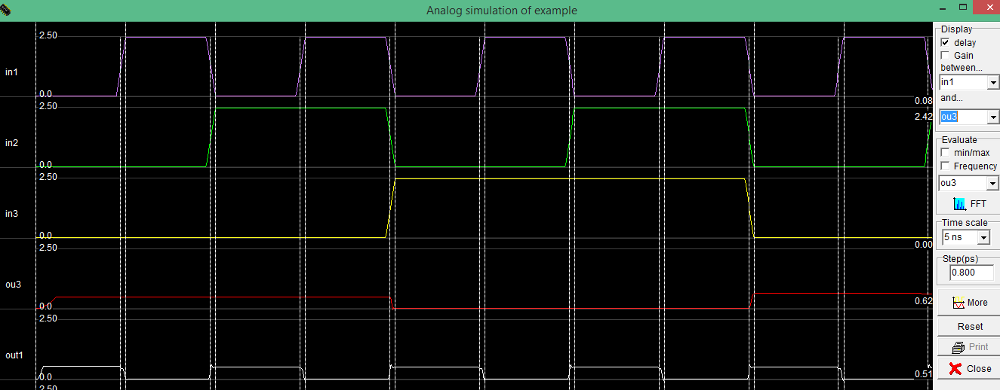 Analog simulation of example
2.50
in1
0.0
0.08
2.50
2.42
in2
0.0
2.50
in3
0.0
0.00
2.50
ou3
0.0
0.62
2.50
out1
0.0
0.51
2.50
Display
delay
Gain
between...
in1
and...
ou3
Evaluate
min/max
Frequency
ou3
FFT
Time scale
5 ns
Step(ps)
0.800
More
Reset
Print
Close